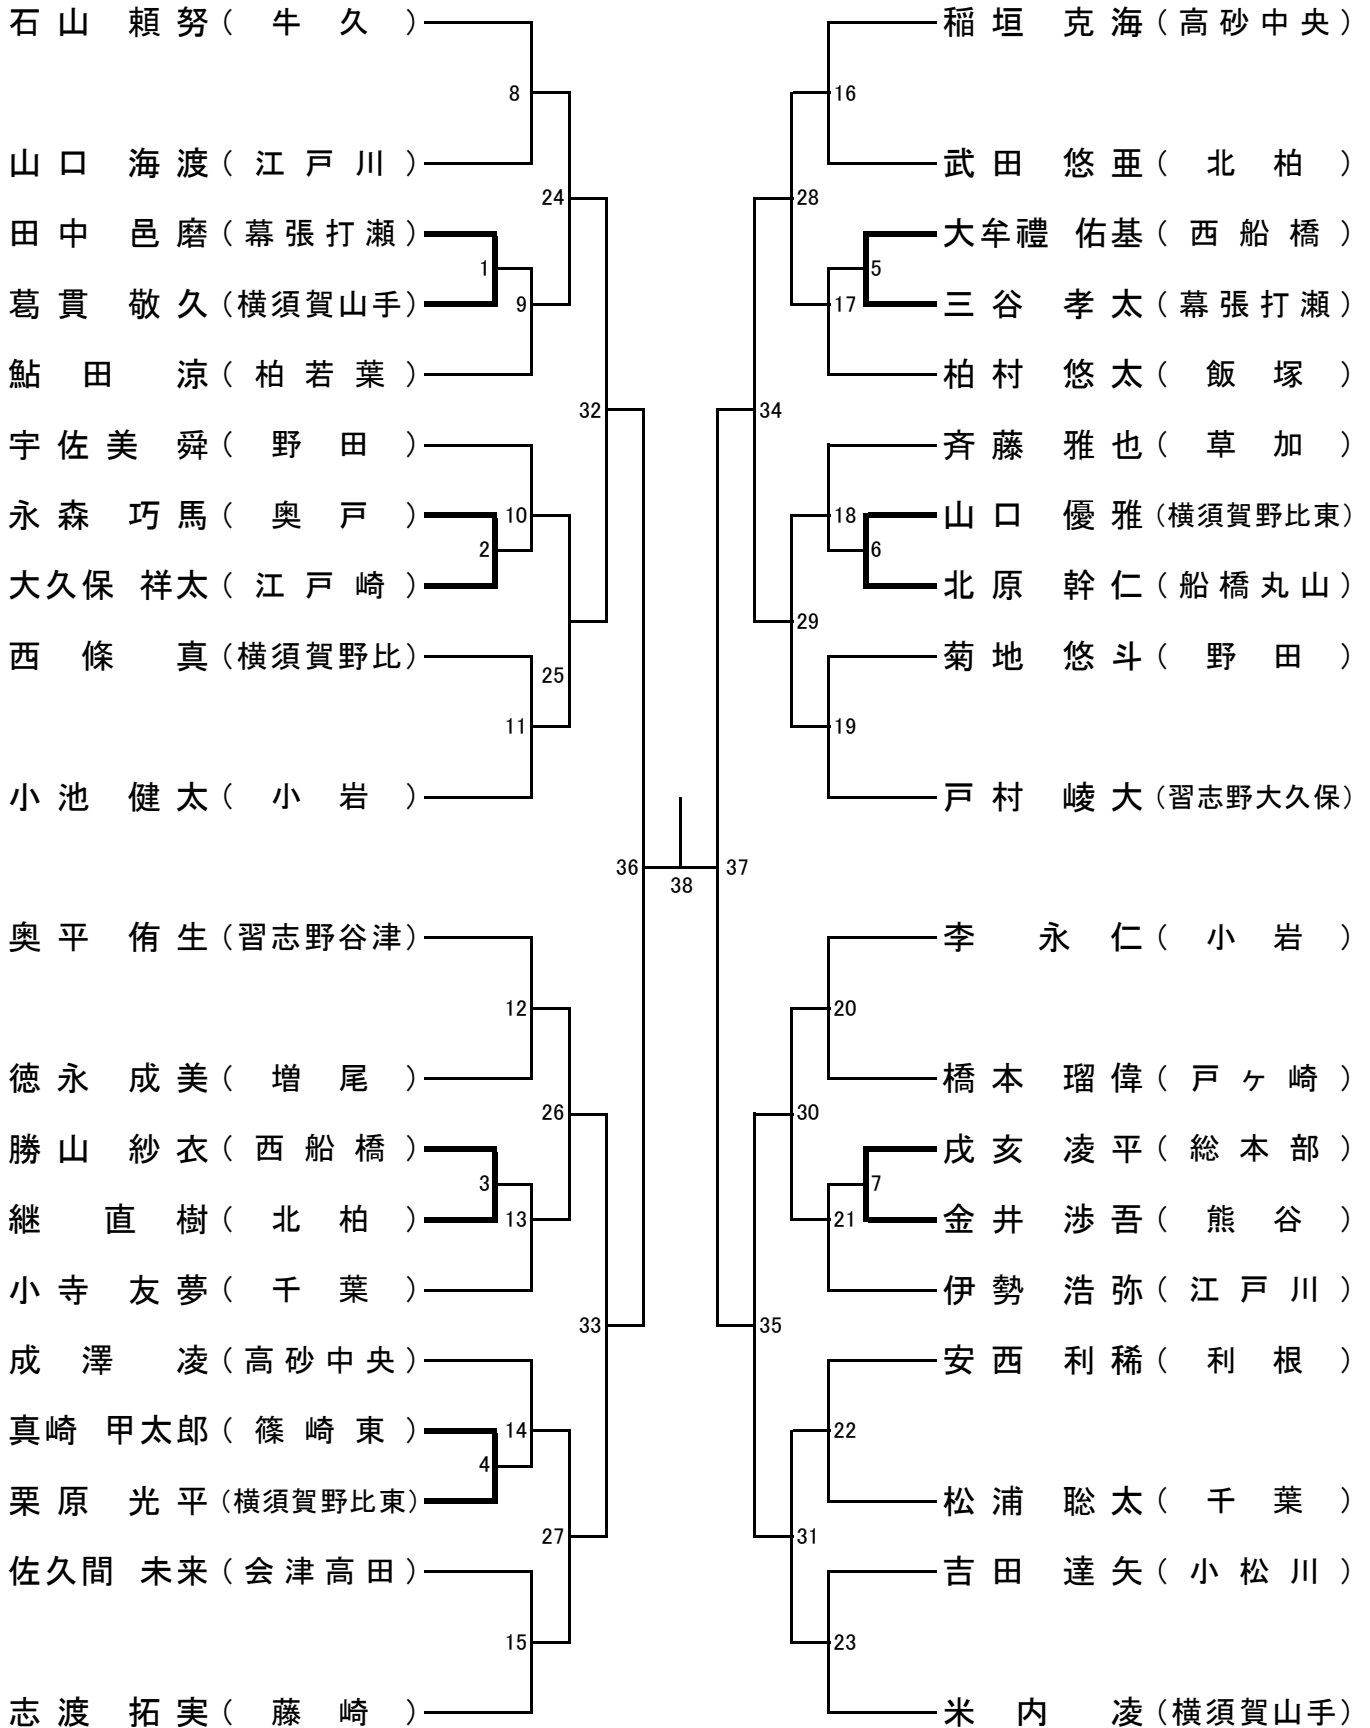 石山 頼努（牛久）
8
山口 海渡（江戸川）
24
田中 邑磨（幕張打瀬）
1
葛貫 敬久（横須賀山手）
9
鮎田 涼（柏若葉）
32
宇佐美 舜（野田）
永森 巧馬（奥戸）
10
2
大久保 祥太（江戸崎）
西條 真（横須賀野比）
25
11
小池 健太（小岩）
36
奥平 侑生（習志野谷津）
12
徳永 成美（増尾）
26
勝山 紗衣（西船橋）
3
継 直樹（北柏）
13
小寺 友夢（千葉）
33
成澤 凌（高砂中央）
真崎 甲太郎（篠崎東）
14
4
栗原 光平（横須賀野比東）
27
佐久間 未来（会津高田）
15
志渡 拓実（藤崎）
38
稲垣 克海（高砂中央）
16
武田 悠亜（北柏）
28
大牟禮 佑基（西船橋）
5
三谷 孝太（幕張打瀬）
17
柏村 悠太（飯塚）
34
斉藤 雅也（草加）
山口 優雅（横須賀野比東）
18
6
北原 幹仁（船橋丸山）
29
菊地 悠斗（野田）
19
戸村 崚大（習志野大久保）
37
李 永仁（小岩）
20
橋本 瑠偉（戸ヶ崎）
30
戌亥 凌平（総本部）
7
金井 渉吾（熊谷）
21
伊勢 浩弥（江戸川）
35
安西 利稀（利根）
22
松浦 聡太（千葉）
31
吉田 達矢（小松川）
23
米内 凌（横須賀山手）